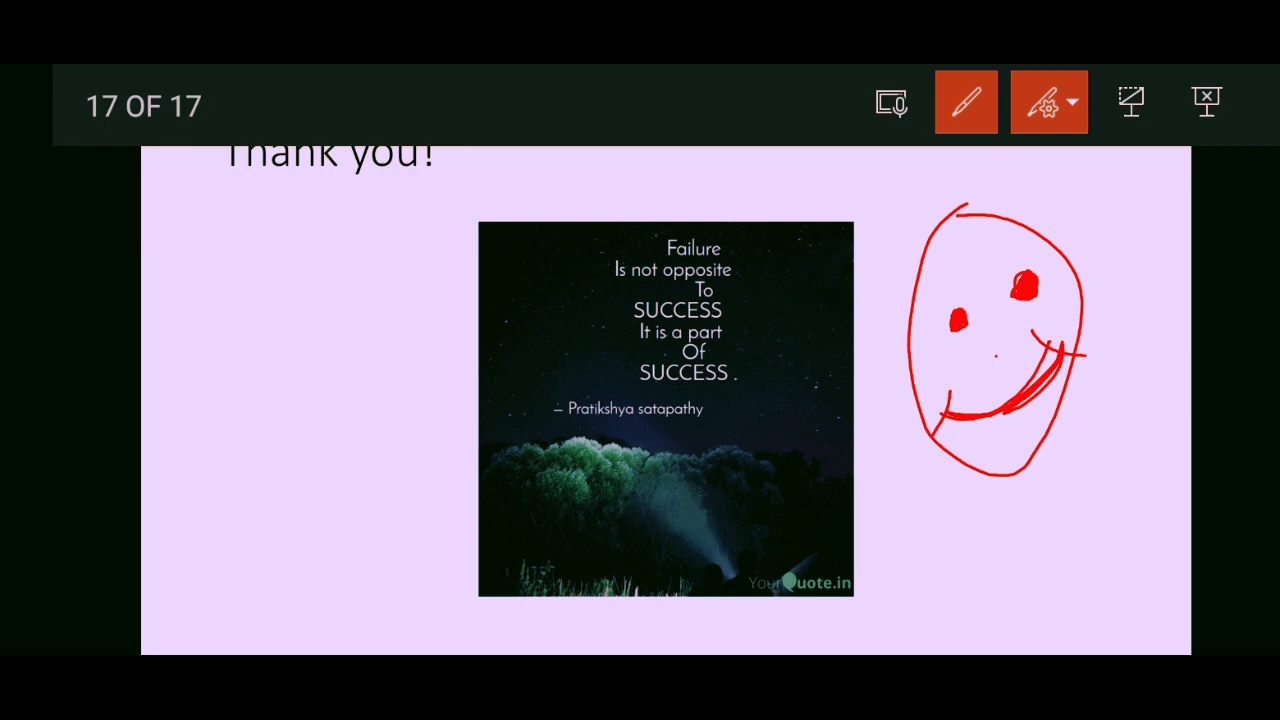 17 OF 17
Thank you!
Failure
Is not opposite
To
SUCCESS
It is a part
Of
SUCCESS .
– Pratikshya satapathy
YourQuote.in